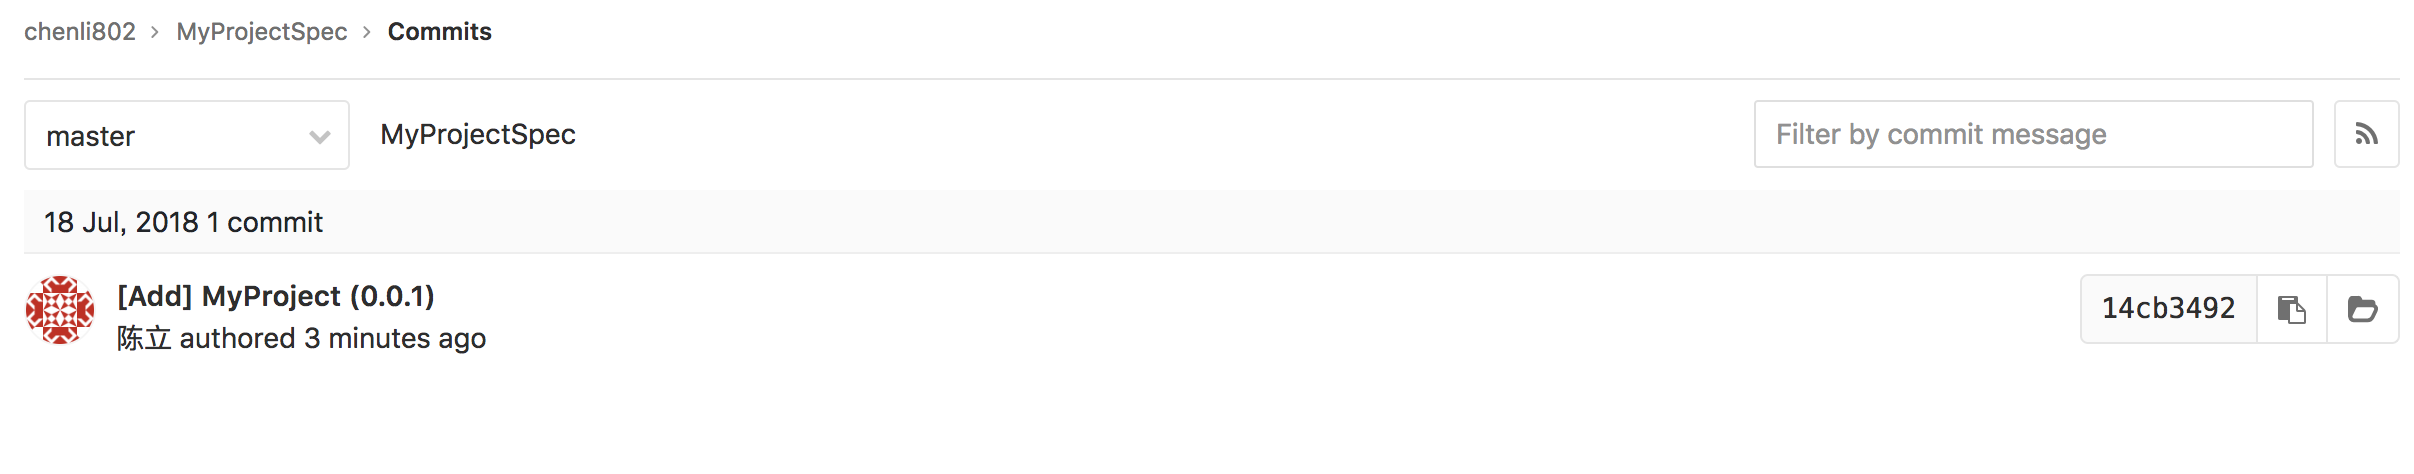 chenli802 > MyProjectSpec > Commits
master
MyProjectSpec
Filter by commit message
18 Jul, 2018 1 commit
[Add] MyProject (0.0.1)
14cb3492
陈立 authored 3 minutes ago